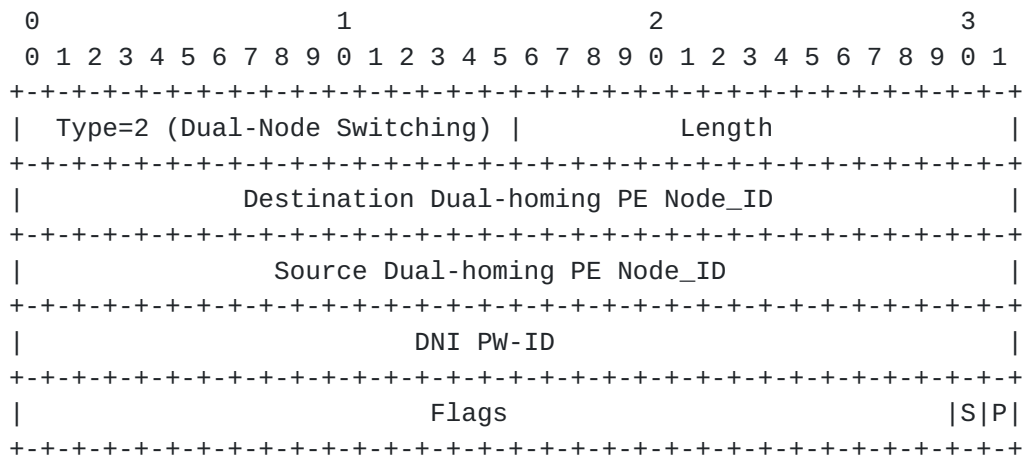 0                   1                   2                   3
 0 1 2 3 4 5 6 7 8 9 0 1 2 3 4 5 6 7 8 9 0 1 2 3 4 5 6 7 8 9 0 1
+-+-+-+-+-+-+-+-+-+-+-+-+-+-+-+-+-+-+-+-+-+-+-+-+-+-+-+-+-+-+-+-+
|  Type=2 (Dual-Node Switching) |          Length               |
+-+-+-+-+-+-+-+-+-+-+-+-+-+-+-+-+-+-+-+-+-+-+-+-+-+-+-+-+-+-+-+-+
|              Destination Dual-homing PE Node_ID               |
+-+-+-+-+-+-+-+-+-+-+-+-+-+-+-+-+-+-+-+-+-+-+-+-+-+-+-+-+-+-+-+-+
|                Source Dual-homing PE Node_ID                  |
+-+-+-+-+-+-+-+-+-+-+-+-+-+-+-+-+-+-+-+-+-+-+-+-+-+-+-+-+-+-+-+-+
|                         DNI PW-ID                             |
+-+-+-+-+-+-+-+-+-+-+-+-+-+-+-+-+-+-+-+-+-+-+-+-+-+-+-+-+-+-+-+-+
|                          Flags                            |S|P|
+-+-+-+-+-+-+-+-+-+-+-+-+-+-+-+-+-+-+-+-+-+-+-+-+-+-+-+-+-+-+-+-+